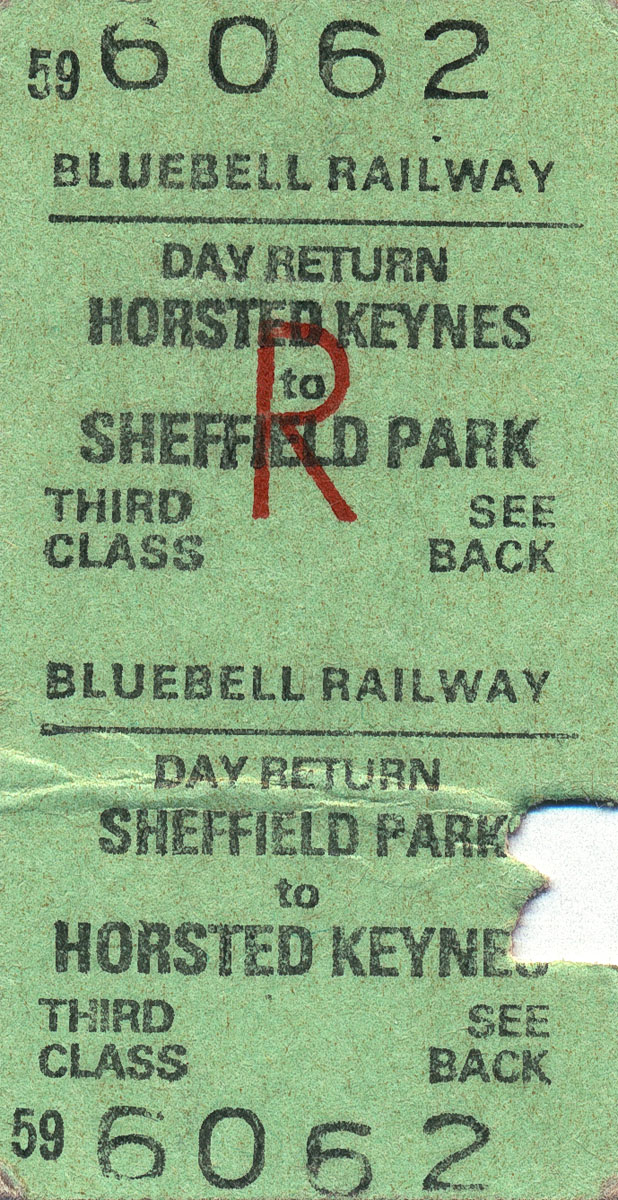 59 6062
BLUEBELL RAILWAY
DAY RETURN
HORSTED KEYNES
R
to
SHEFFIELD PARK
THIRD SEE
CLASS BACK
BLUEBELL RAILWAY
DAY RETURN
SHEFFIELD PARK
to
HORSTED KEYNES
THIRD SEE
CLASS BACK
59 6062